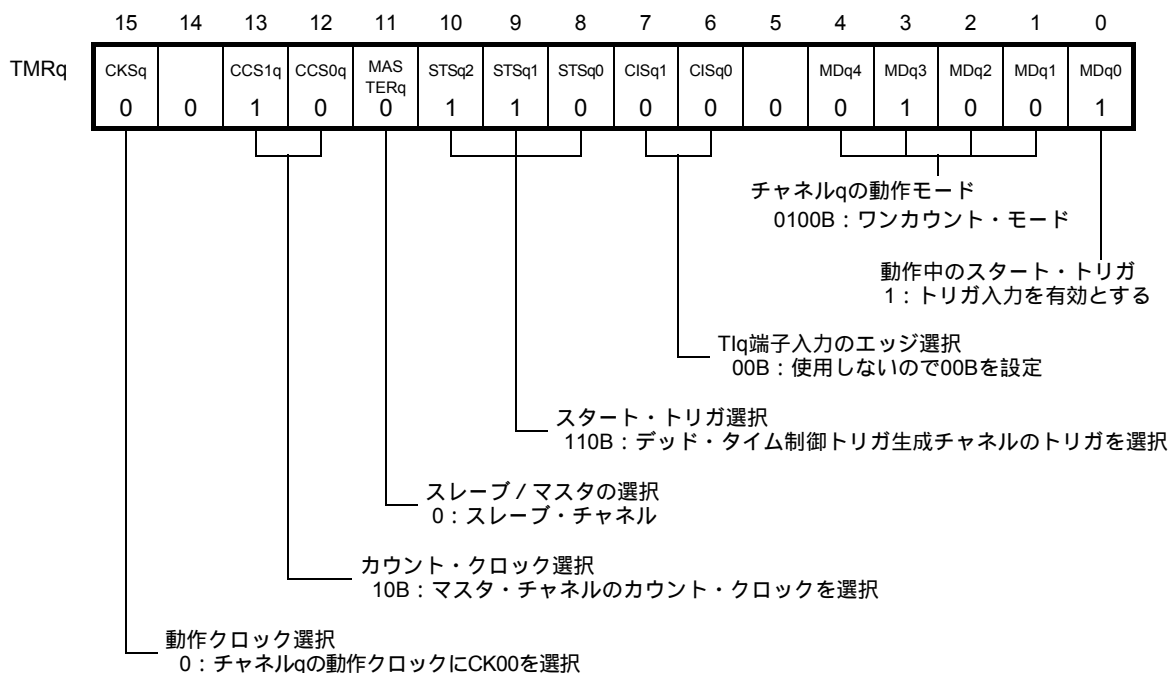 15 14 13 12 11 10 9 8 7 6 5 4 3 2 1 0
TMRq CKSq CCS1q CCS0q MAS TERq STSq2 STSq1 STSq0 CISq1 CISq0 MDq4 MDq3 MDq2 MDq1 MDq0
0 0 1 0 0 1 1 0 0 0 0 0 1 0 0 1
チャネルqの動作モード
0100B：ワンカウント・モード
動作中のスタート・トリガ
1：トリガ入力を有効とする
TIq端子入力のエッジ選択
00B：使用しないので00Bを設定
スタート・トリガ選択
110B：デッド・タイム制御トリガ生成チャネルのトリガを選択
スレーブ／マスタの選択
0：スレーブ・チャネル
カウント・クロック選択
10B：マスタ・チャネルのカウント・クロックを選択
動作クロック選択
0：チャネルqの動作クロックにCK00を選択